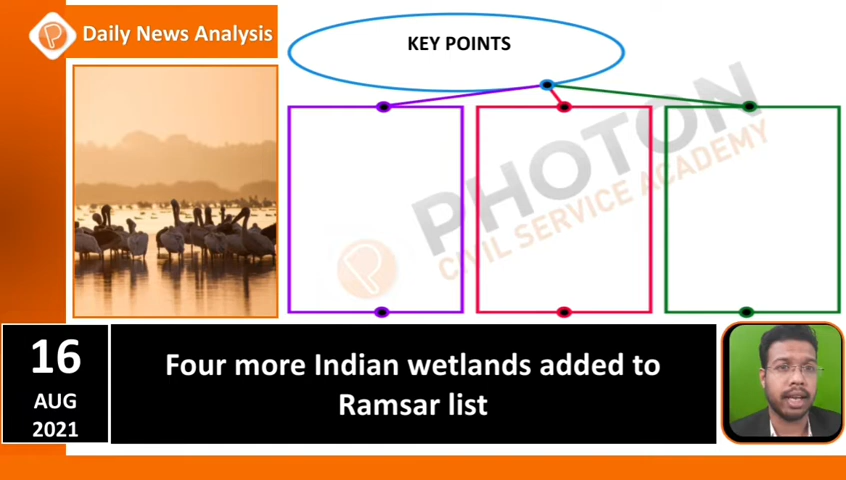 Daily News Analysis
KEY POINTS
PHOTON
CIVIL SERVICE ACADEMY
16
AUG
2021
Four more Indian wetlands added to
Ramsar list